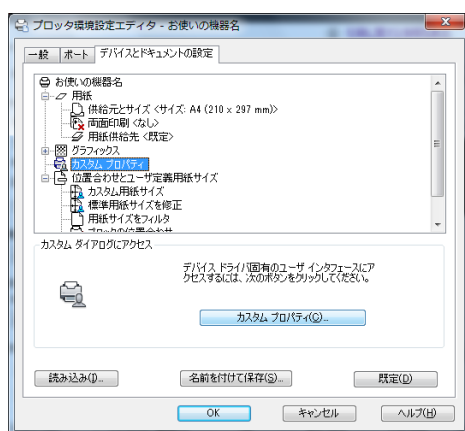 プロッタ環境設定エディタ - お使いの機器名
一般 ポート デバイスとドキュメントの設定
お使いの機器名
用紙
供給元とサイズ <サイズ: A4 (210 x 297 mm)>
両面印刷 <なし>
用紙供給先 <既定>
グラフィックス
カスタム プロパティ
位置合わせとユーザ定義用紙サイズ
カスタム用紙サイズ
標準用紙サイズを修正
用紙サイズをフィルタ
プロッタの位置合わせ
カスタム ダイアログにアクセス
デバイス ドライバ固有のユーザ インタフェースにア
クセスするには、次のボタンをクリックしてください。
カスタム プロパティ(C)...
読み込み(I)... 名前を付けて保存(S)... 既定(D)
OK キャンセル ヘルプ(H)